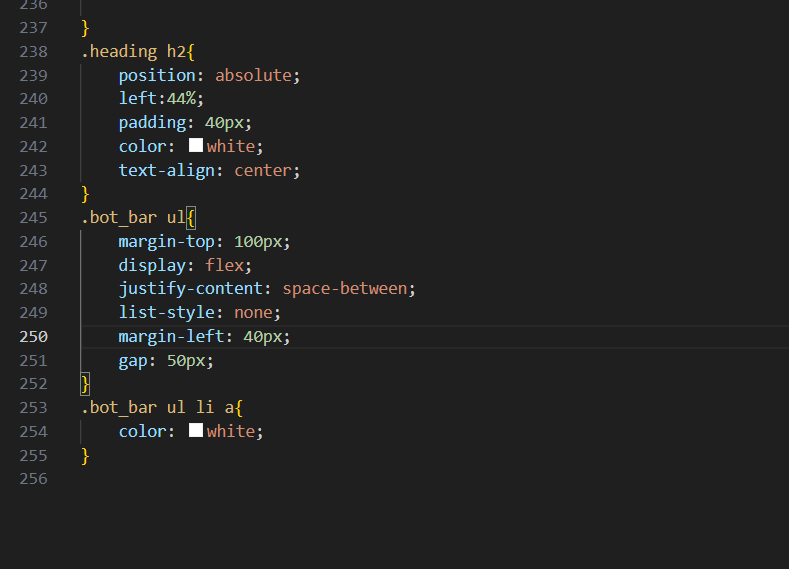 236
237 }
238 .heading h2{
239     position: absolute;
240     left:44%;
241     padding: 40px;
242     color: white;
243     text-align: center;
244 }
245 .bot_bar ul{
246     margin-top: 100px;
247     display: flex;
248     justify-content: space-between;
249     list-style: none;
250     margin-left: 40px;
251     gap: 50px;
252 }
253 .bot_bar ul li a{
254     color: white;
255 }
256